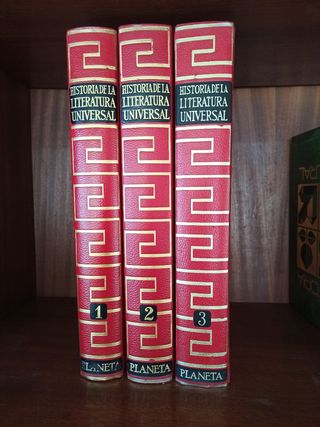 HISTORIA DE LA
LITERATURA
UNIVERSAL
1
PLANETA
HISTORIA DE LA
LITERATURA
UNIVERSAL
2
PLANETA
HISTORIA DE LA
LITERATURA
UNIVERSAL
3
PLANETA